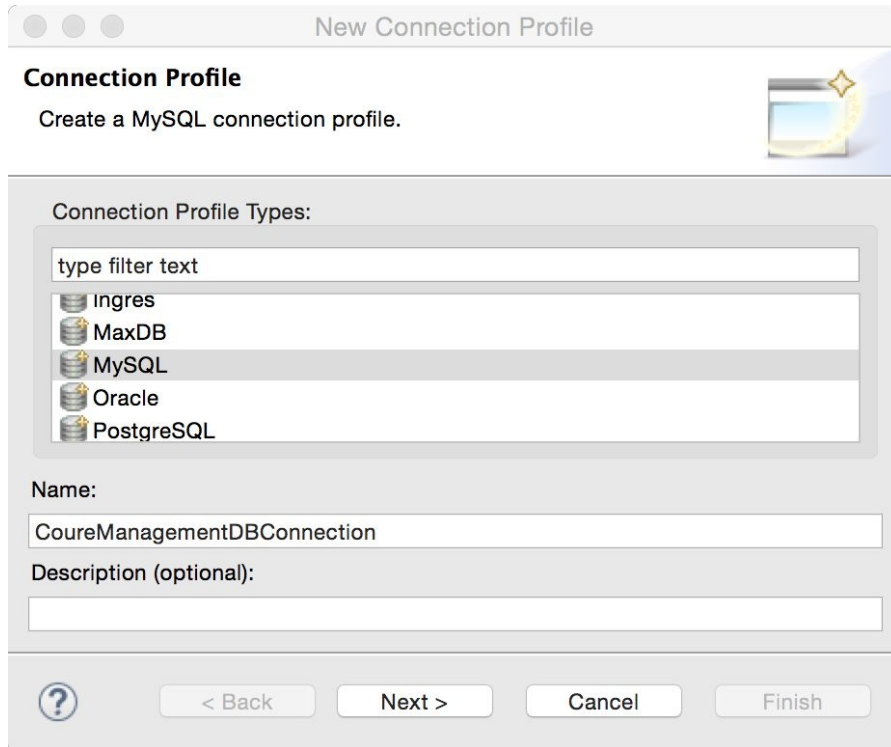 New Connection Profile
Connection Profile
Create a MySQL connection profile.
Connection Profile Types:
type filter text
Ingres
MaxDB
MySQL
Oracle
PostgreSQL
Name:
CoureManagementDBConnection
Description (optional):
? < Back Next > Cancel Finish